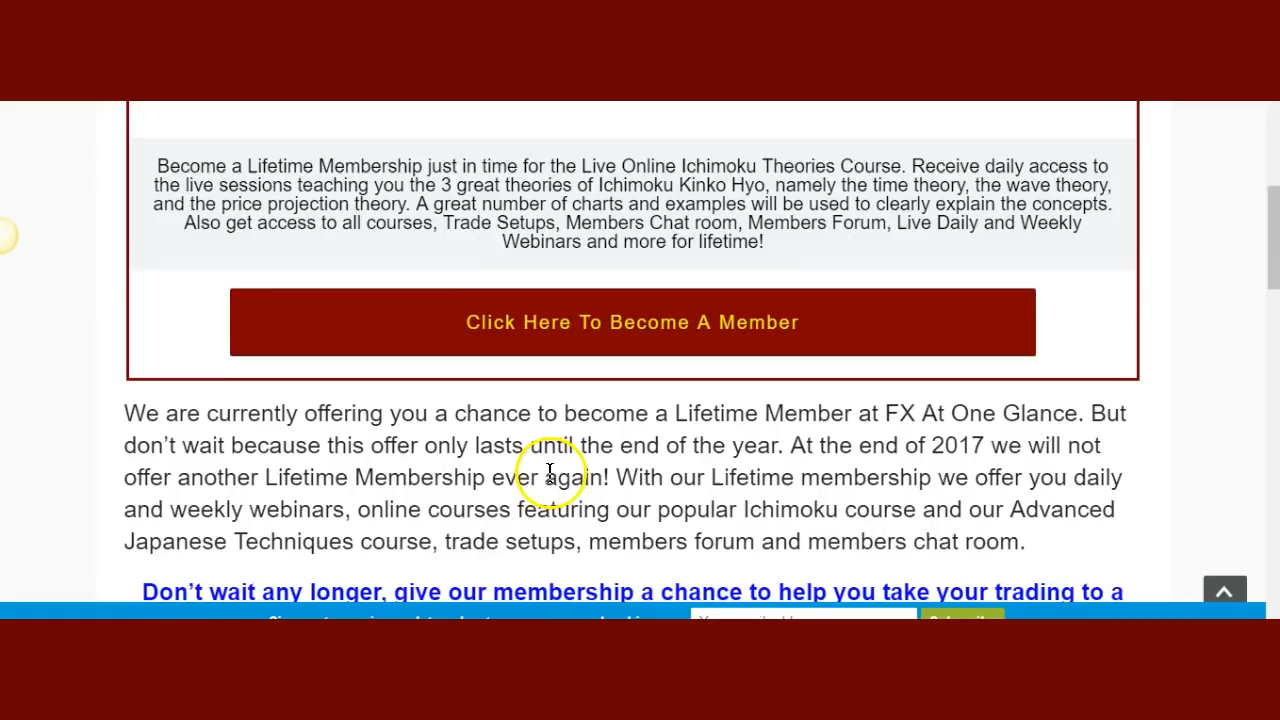 Become a Lifetime Membership just in time for the Live Online Ichimoku Theories Course. Receive daily access to
the live sessions teaching you the 3 great theories of Ichimoku Kinko Hyo, namely the time theory, the wave theory,
and the price projection theory. A great number of charts and examples will be used to clearly explain the concepts.
Also get access to all courses, Trade Setups, Members Chat room, Members Forum, Live Daily and Weekly
Webinars and more for lifetime!
Click Here To Become A Member
We are currently offering you a chance to become a Lifetime Member at FX At One Glance. But
don’t wait because this offer only lasts until the end of the year. At the end of 2017 we will not
offer another Lifetime Membership ever again! With our Lifetime membership we offer you daily
and weekly webinars, online courses featuring our popular Ichimoku course and our Advanced
Japanese Techniques course, trade setups, members forum and members chat room.
Don’t wait any longer, give our membership a chance to help you take your trading to a